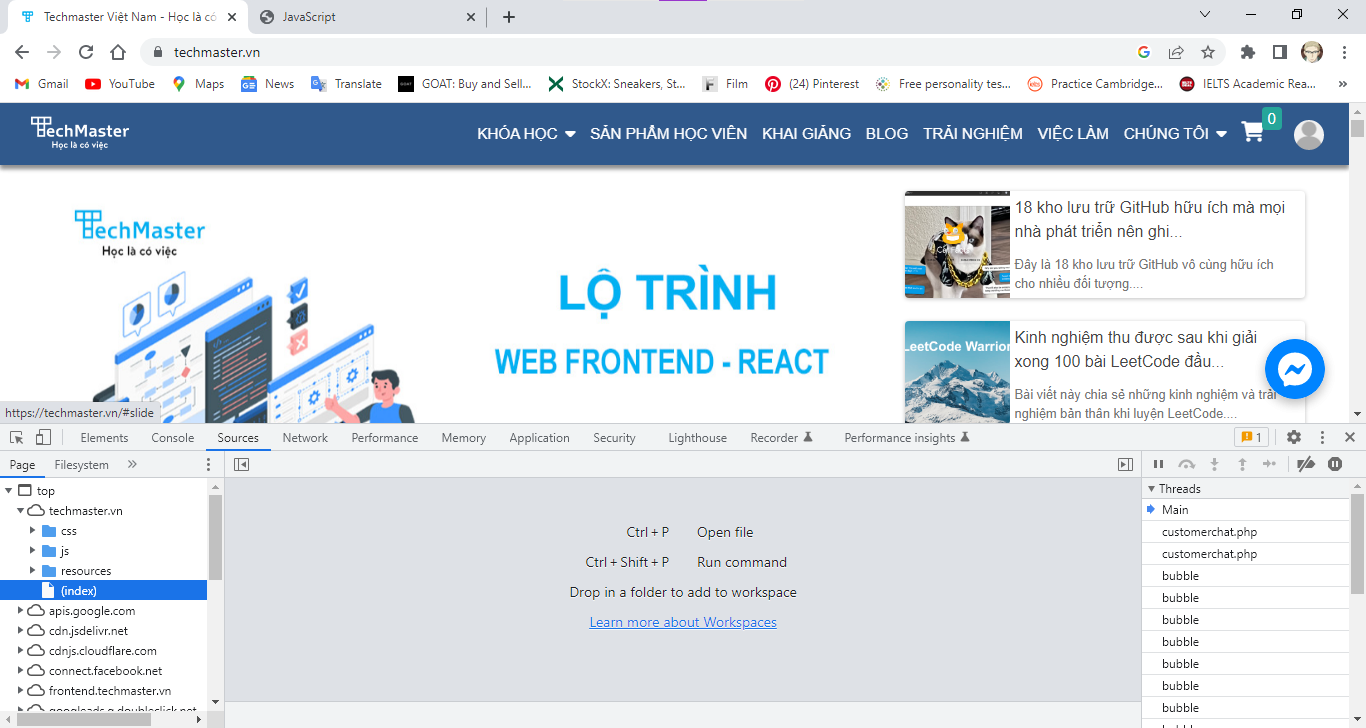 Techmaster Việt Nam - Học là có
JavaScript
techmaster.vn
Gmail YouTube Maps News Translate GOAT: Buy and Sell... StockX: Sneakers, St... Film (24) Pinterest Free personality tes... Practice Cambridge... IELTS Academic Rea... »
TechMaster
Học là có việc
KHÓA HỌC SẢN PHẨM HỌC VIÊN KHAI GIẢNG BLOG TRẢI NGHIỆM VIỆC LÀM CHÚNG TÔI 0
TechMaster
Học là có việc
LỘ TRÌNH
WEB FRONTEND - REACT
18 kho lưu trữ GitHub hữu ích mà mọi
nhà phát triển nên ghi...
Đây là 18 kho lưu trữ GitHub vô cùng hữu ích
cho nhiều đối tượng....
LeetCode Warrior
Kinh nghiệm thu được sau khi giải
xong 100 bài LeetCode đầu...
Bài viết này chia sẻ những kinh nghiệm và trải
nghiệm bản thân khi luyện LeetCode....
https://techmaster.vn/#slide
Elements Console Sources Network Performance Memory Application Security Lighthouse Recorder Performance insights 1
Page Filesystem »
top
techmaster.vn
css
js
resources
(index)
apis.google.com
cdn.jsdelivr.net
cdnjs.cloudflare.com
connect.facebook.net
frontend.techmaster.vn
googleads.g.doubleclick.net
Ctrl + P Open file
Ctrl + Shift + P Run command
Drop in a folder to add to workspace
Learn more about Workspaces
Threads
Main
customerchat.php
customerchat.php
bubble
bubble
bubble
bubble
bubble
bubble
bubble
bubble